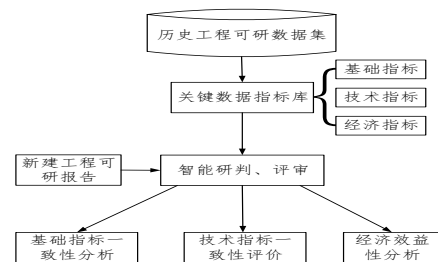 历史工程可研数据集
基础指标
关键数据指标库
技术指标
经济指标
新建工程可
研报告
智能研判、评审
基础指标一
致性分析
技术指标一
致性评价
经济效益
性分析